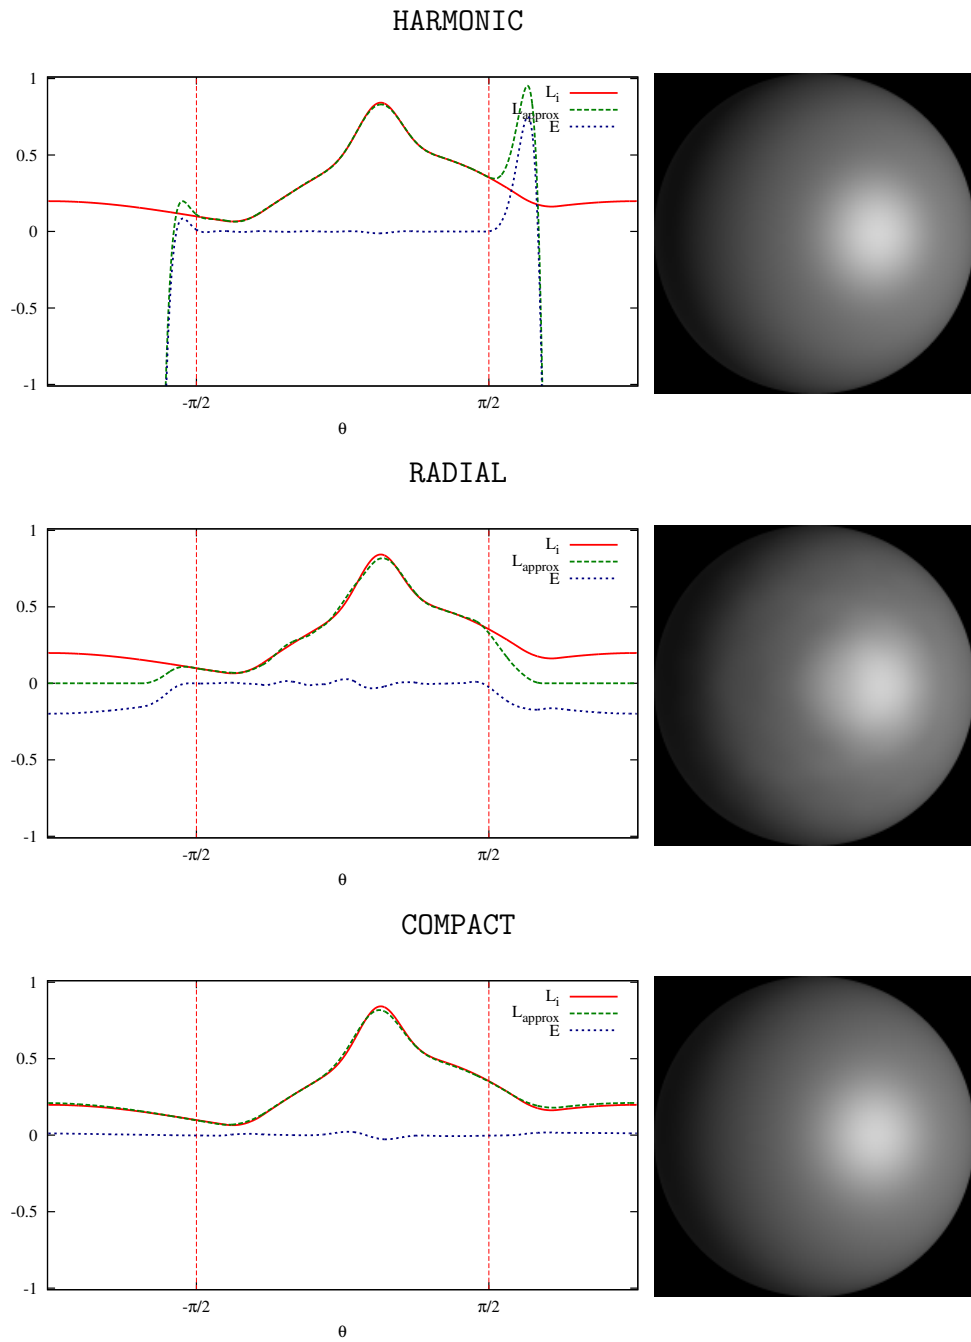 HARMONIC
1
0.5
0
-0.5
-1
L_i
L_approx
E
-π/2
π/2
θ
RADIAL
1
0.5
0
-0.5
-1
L_i
L_approx
E
-π/2
π/2
θ
COMPACT
1
0.5
0
-0.5
-1
L_i
L_approx
E
-π/2
π/2
θ